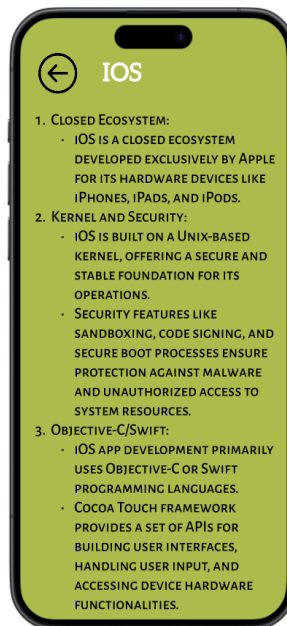 iOS
1. Closed Ecosystem:
• iOS is a closed ecosystem
developed exclusively by Apple
for its hardware devices like
iPhones, iPads, and iPods.
2. Kernel and Security:
• iOS is built on a Unix-based
kernel, offering a secure and
stable foundation for its
operations.
• Security features like
sandboxing, code signing, and
secure boot processes ensure
protection against malware
and unauthorized access to
system resources.
3. Objective-C/Swift:
• iOS app development primarily
uses Objective-C or Swift
programming languages.
• Cocoa Touch framework
provides a set of APIs for
building user interfaces,
handling user input, and
accessing device hardware
functionalities.